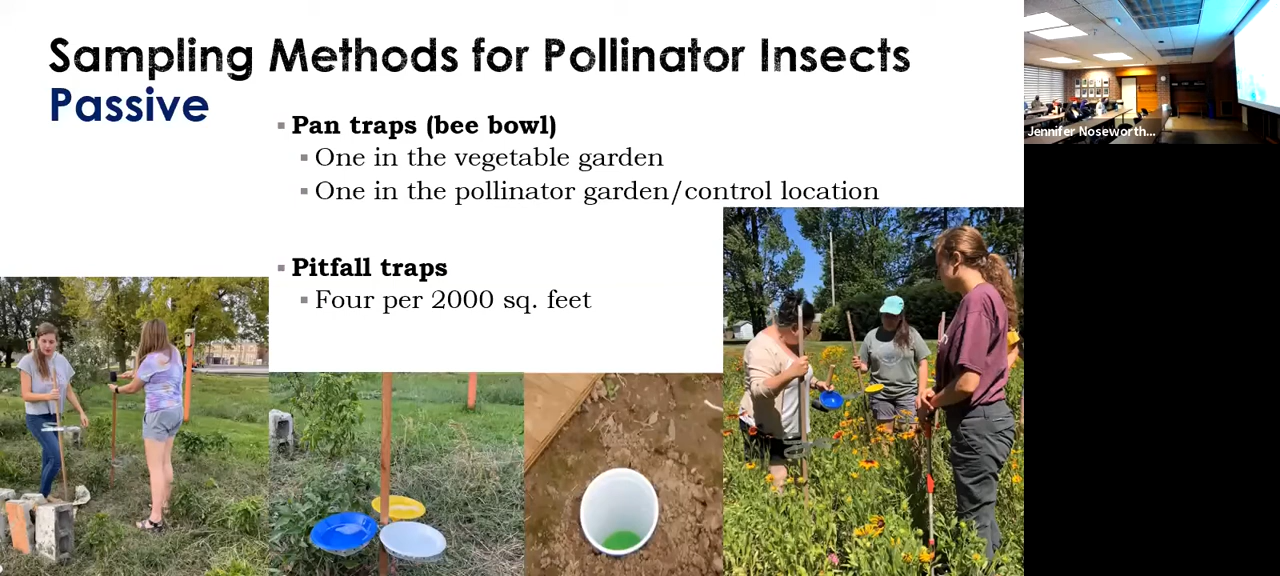 Sampling Methods for Pollinator Insects
Passive
Pan traps (bee bowl)
One in the vegetable garden
One in the pollinator garden/control location
Pitfall traps
Four per 2000 sq. feet
Jennifer Noseworth...